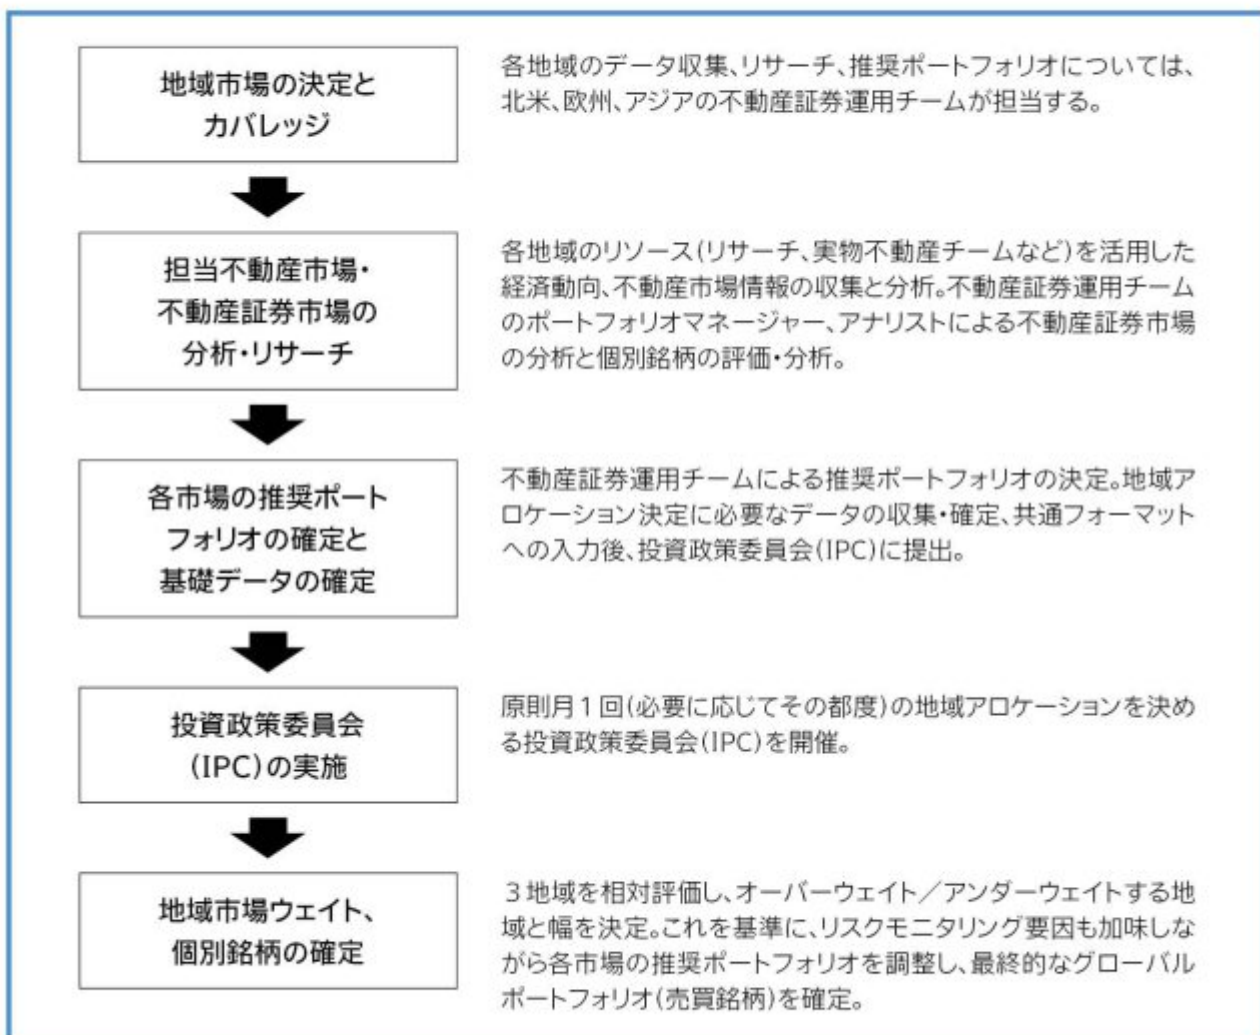 地域市場の決定と
カバレッジ
各地域のデータ収集、リサーチ、推奨ポートフォリオについては、
北米、欧州、アジアの不動産証券運用チームが担当する。
担当不動産市場・
不動産証券市場の
分析・リサーチ
各地域のリソース(リサーチ、実物不動産チームなど)を活用した
経済動向、不動産市場情報の収集と分析。不動産証券運用チーム
のポートフォリオマネージャー、アナリストによる不動産証券市場
の分析と個別銘柄の評価・分析。
各市場の推奨ポート
フォリオの確定と
基礎データの確定
不動産証券運用チームによる推奨ポートフォリオの決定。地域ア
ロケーション決定に必要なデータの収集・確定、共通フォーマット
への入力後、投資政策委員会(IPC)に提出。
投資政策委員会
(IPC)の実施
原則月1回(必要に応じてその都度)の地域アロケーションを決め
る投資政策委員会(IPC)を開催。
地域市場ウェイト、
個別銘柄の確定
3地域を相対評価し、オーバーウェイト／アンダーウェイトする地
域と幅を決定。これを基準に、リスクモニタリング要因も加味しな
がら各市場の推奨ポートフォリオを調整し、最終的なグローバル
ポートフォリオ(売買銘柄)を確定。